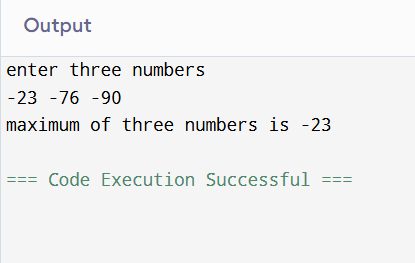 Output
enter three numbers
-23 -76 -90
maximum of three numbers is -23
=== Code Execution Successful ===